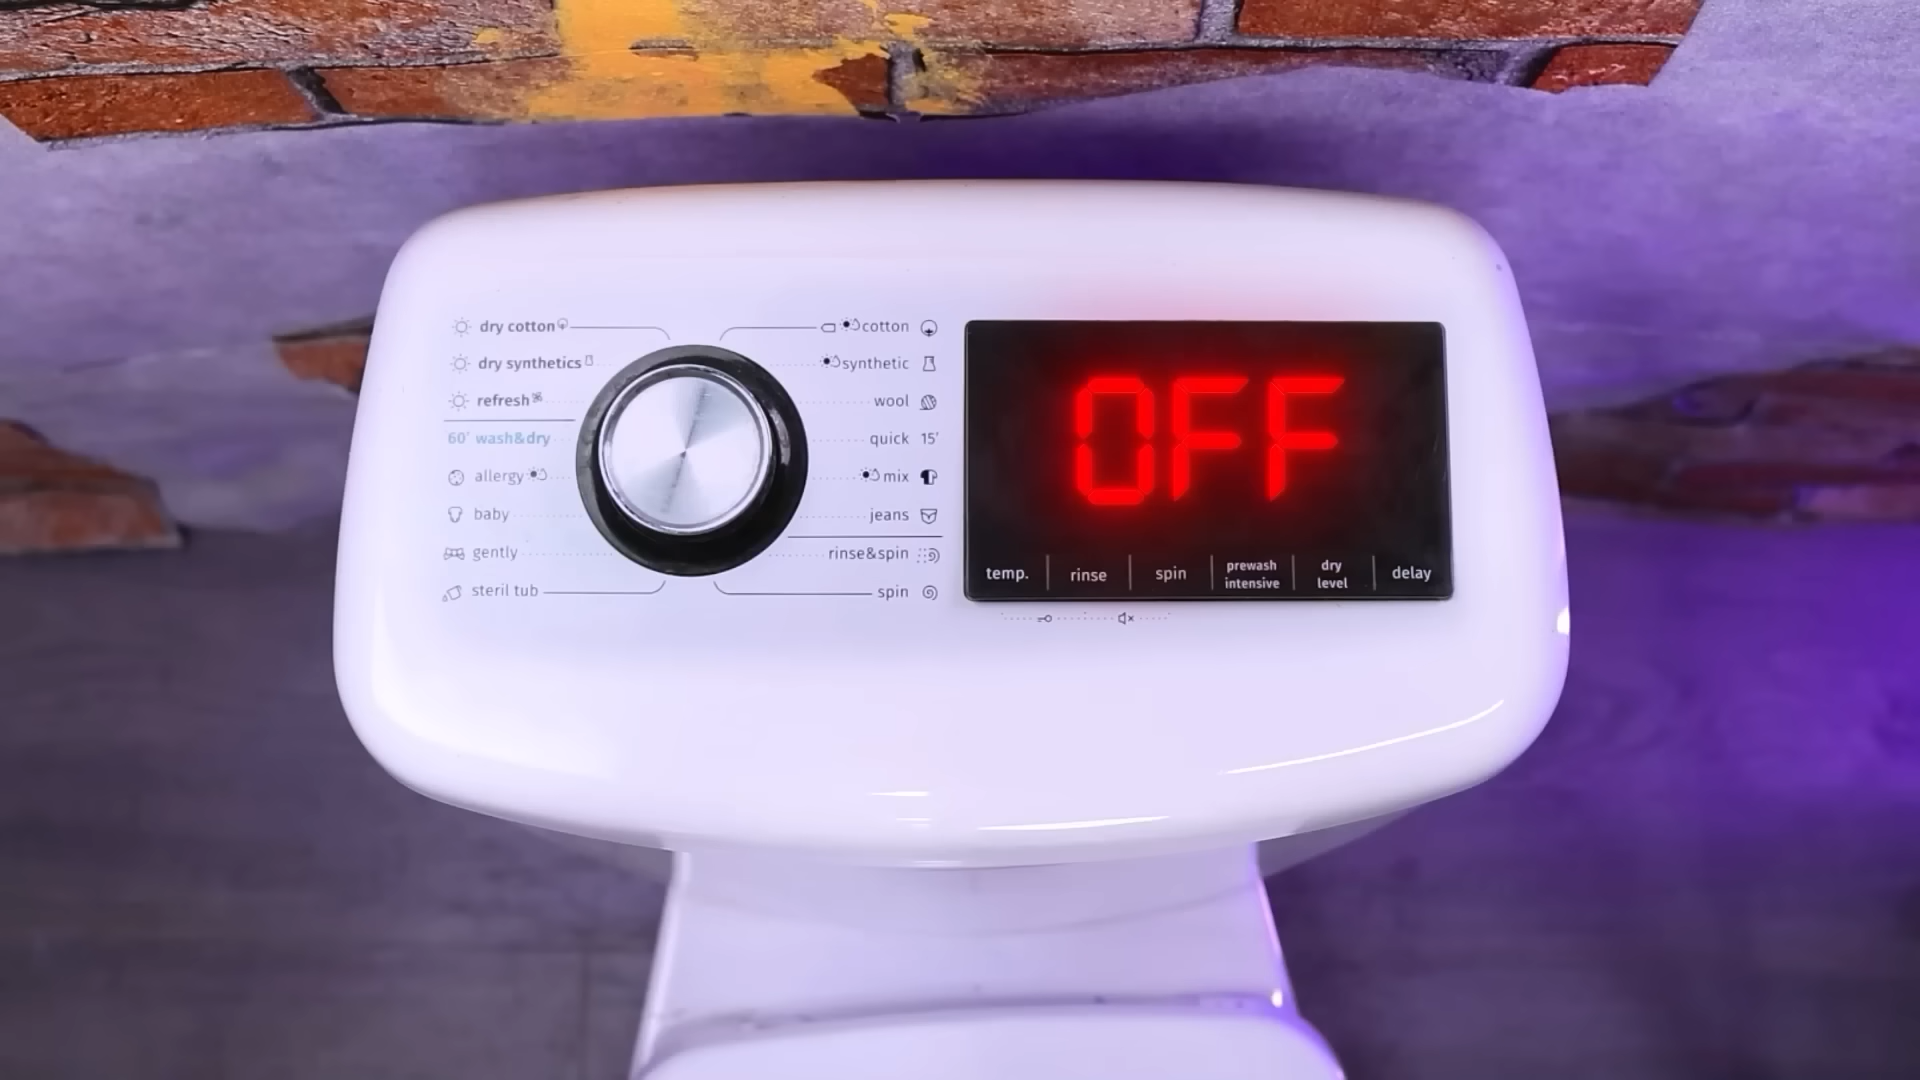 dry cotton
dry synthetics
refresh
60' wash&dry
allergy
baby
gently
steril tub
cotton
synthetic
wool
quick 15'
mix
jeans
rinse&spin
spin
OFF
temp.
rinse
spin
prewash
intensive
dry
level
delay